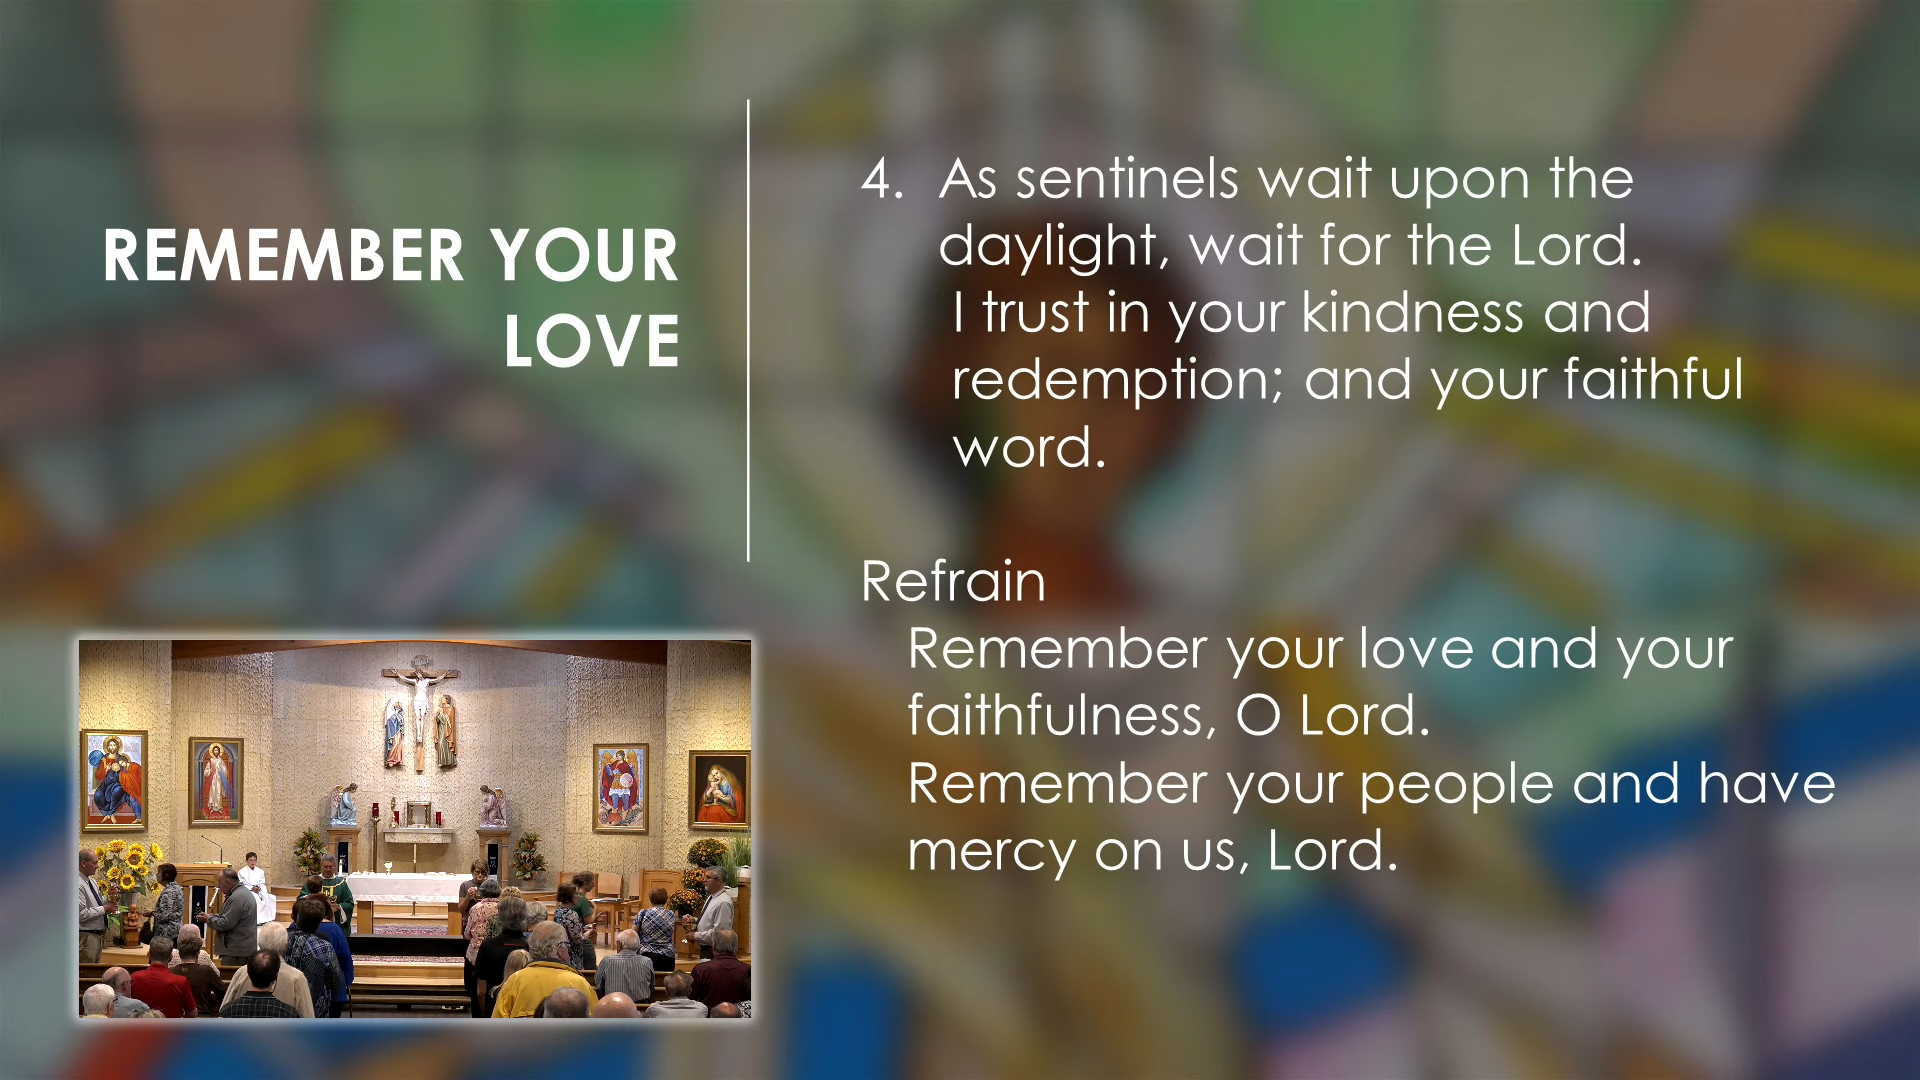 REMEMBER YOUR
LOVE
4. As sentinels wait upon the
daylight, wait for the Lord.
I trust in your kindness and
redemption; and your faithful
word.
Refrain
Remember your love and your
faithfulness, O Lord.
Remember your people and have
mercy on us, Lord.